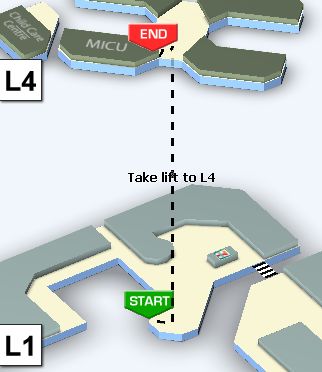 Child Care
Centre
MICU
END
L4
Take lift to L4
START
L1